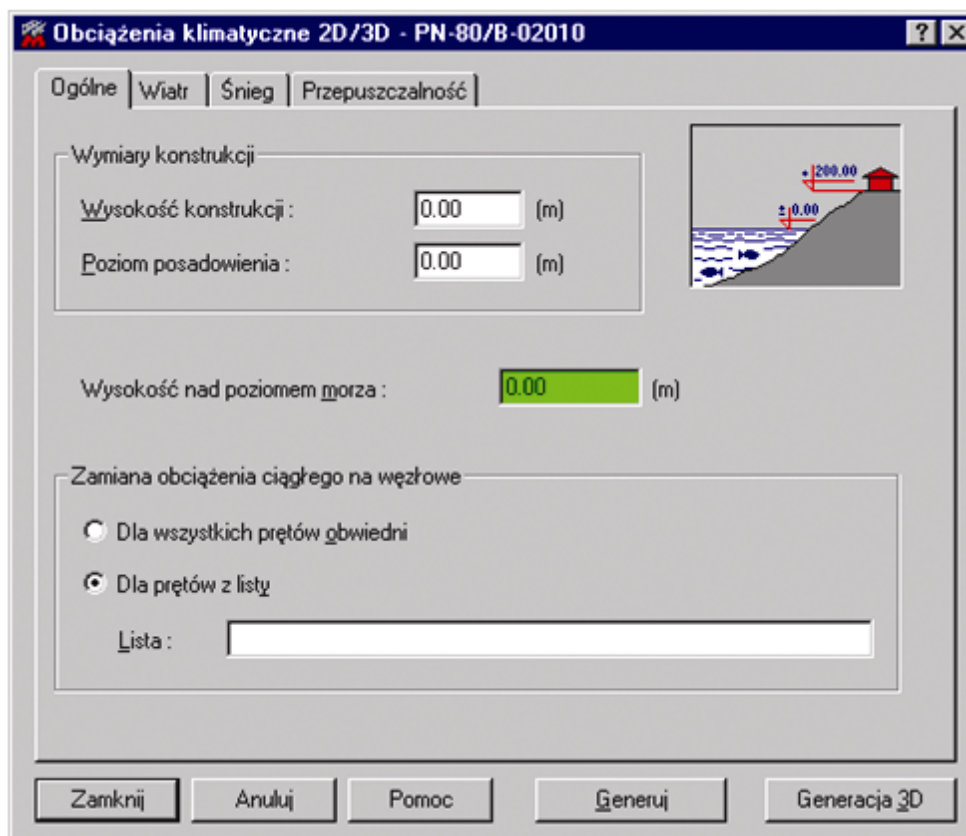 Obciążenia klimatyczne 2D/3D - PN-80/B-02010
Ogólne Wiatr Śnieg Przepuszczalność
Wymiary konstrukcji
Wysokość konstrukcji : 0.00 (m)
Poziom posadowienia : 0.00 (m)
+ 200.00
± 0.00
Wysokość nad poziomem morza : 0.00 (m)
Zamiana obciążenia ciągłego na węzłowe
Dla wszystkich prętów obwiedni
Dla prętów z listy
Lista :
Zamknij Anuluj Pomoc Generuj Generacja 3D